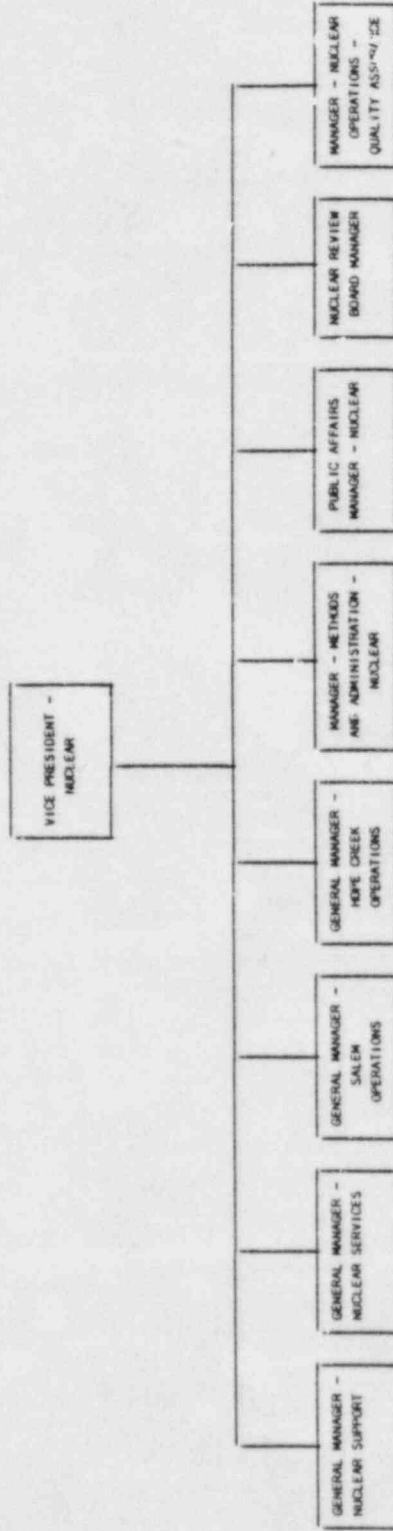 VICE PRESIDENT -
NUCLEAR
GENERAL MANAGER -
NUCLEAR SUPPORT
GENERAL MANAGER -
NUCLEAR SERVICES
GENERAL MANAGER -
SALEM
OPERATIONS
GENERAL MANAGER -
HOPE CREEK
OPERATIONS
MANAGER - METHODS
AND ADMINISTRATION -
NUCLEAR
PUBLIC AFFAIRS
MANAGER - NUCLEAR
NUCLEAR REVIEW
BOARD MANAGER
MANAGER - NUCLEAR
OPERATIONS -
QUALITY